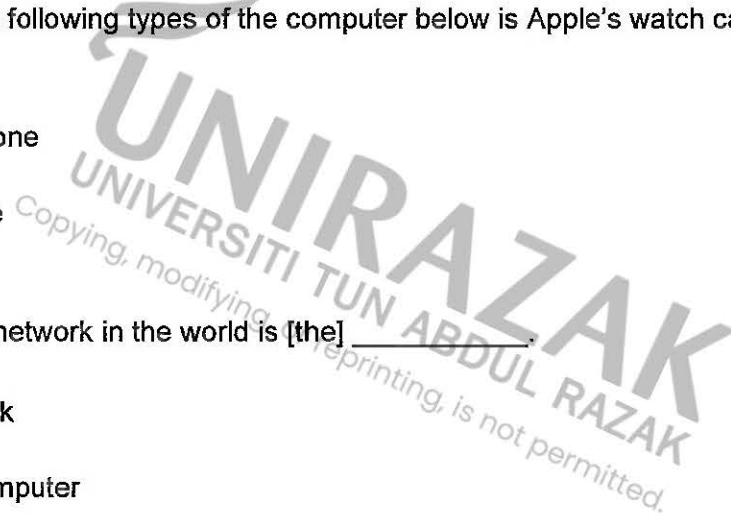 following types of the computer below is Apple's watch ca
one
e
network in the world is [the] ____________.
k
mputer
UNIRAZAK
UNIVERSITI TUN ABDUL RAZAK
Copying, modifying, or reprinting, is not permitted.